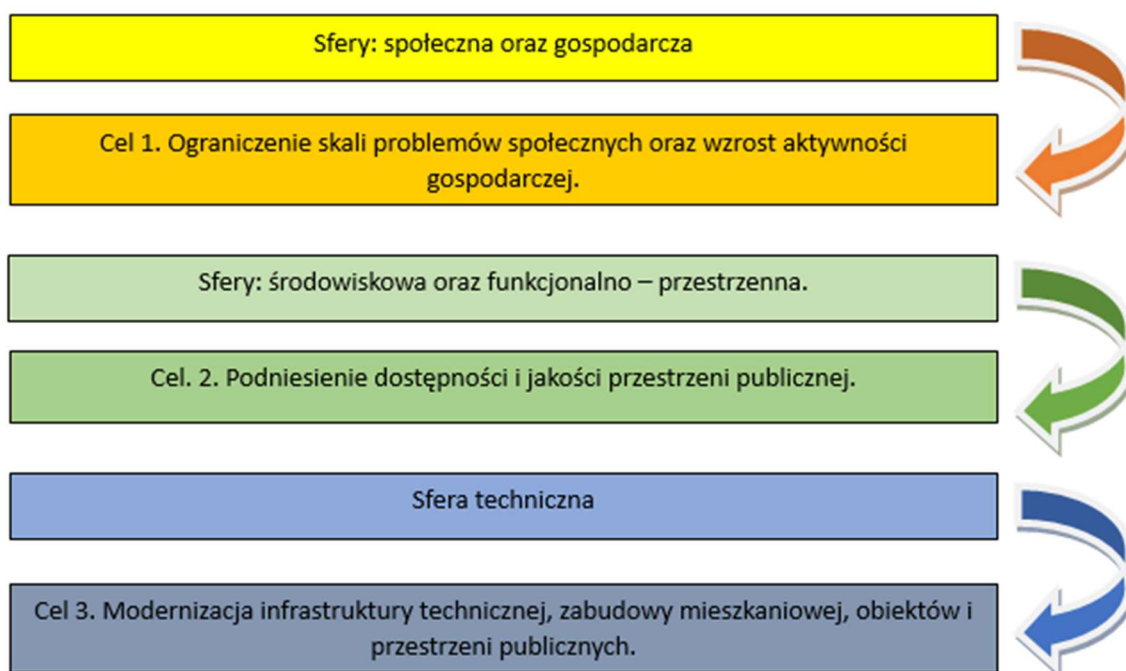 Sfery: społeczna oraz gospodarcza
Cel 1. Ograniczenie skali problemów społecznych oraz wzrost aktywności
gospodarczej.
Sfery: środowiskowa oraz funkcjonalno – przestrzenna.
Cel. 2. Podniesienie dostępności i jakości przestrzeni publicznej.
Sfera techniczna
Cel 3. Modernizacja infrastruktury technicznej, zabudowy mieszkaniowej, obiektów i
przestrzeni publicznych.